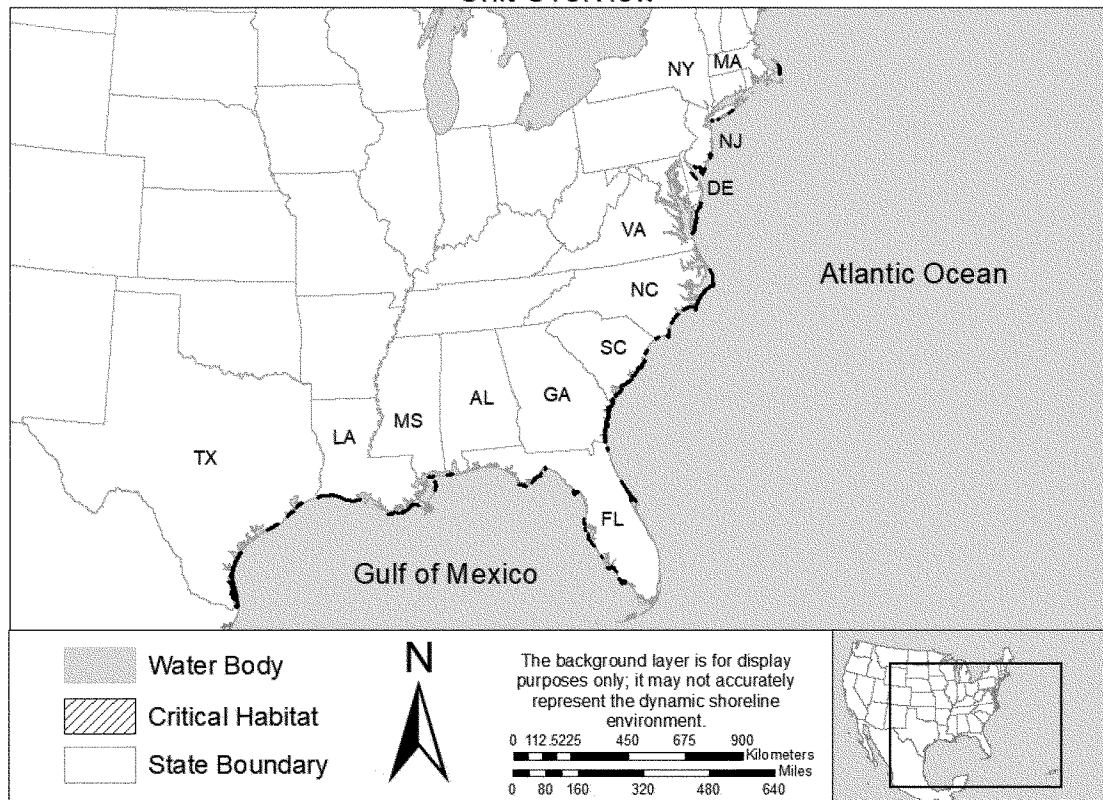 NY MA
NJ
DE
VA
NC
SC
GA
AL
MS
LA
TX
FL
Atlantic Ocean
Gulf of Mexico
Water Body
Critical Habitat
State Boundary
N
The background layer is for display
purposes only; it may not accurately
represent the dynamic shoreline
environment.
0 112.5225 450 675 900
Kilometers
Miles
0 80 160 320 480 640